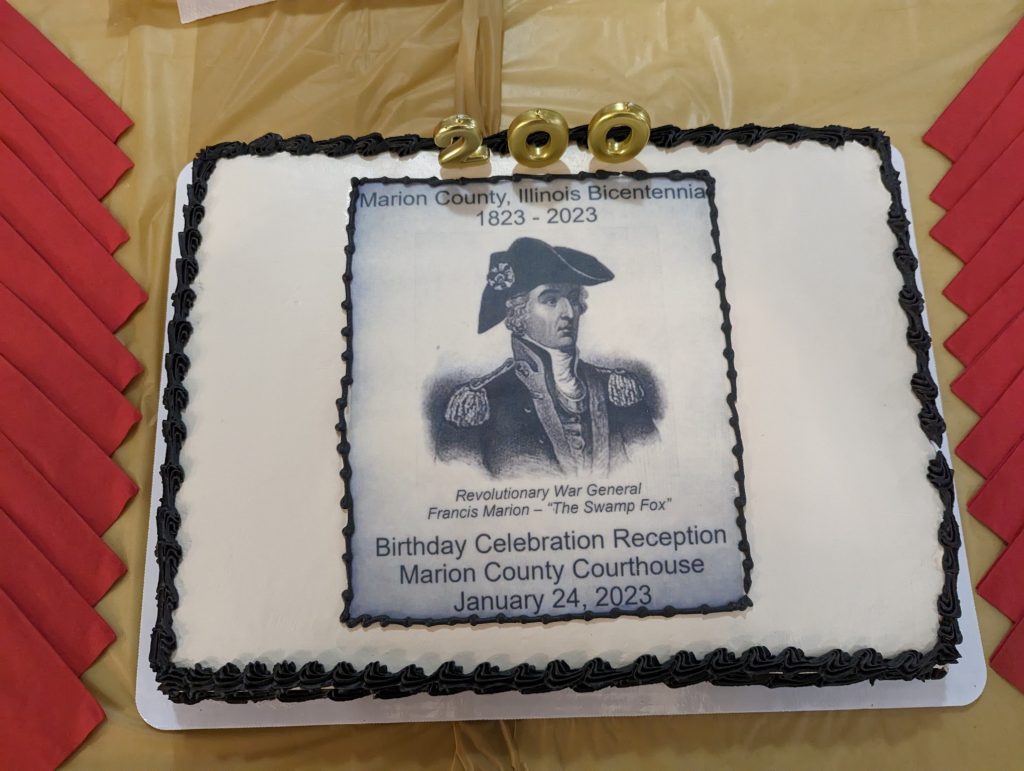 200
Marion County, Illinois Bicentennia
1823 - 2023
Revolutionary War General
Francis Marion – “The Swamp Fox”
Birthday Celebration Reception
Marion County Courthouse
January 24, 2023